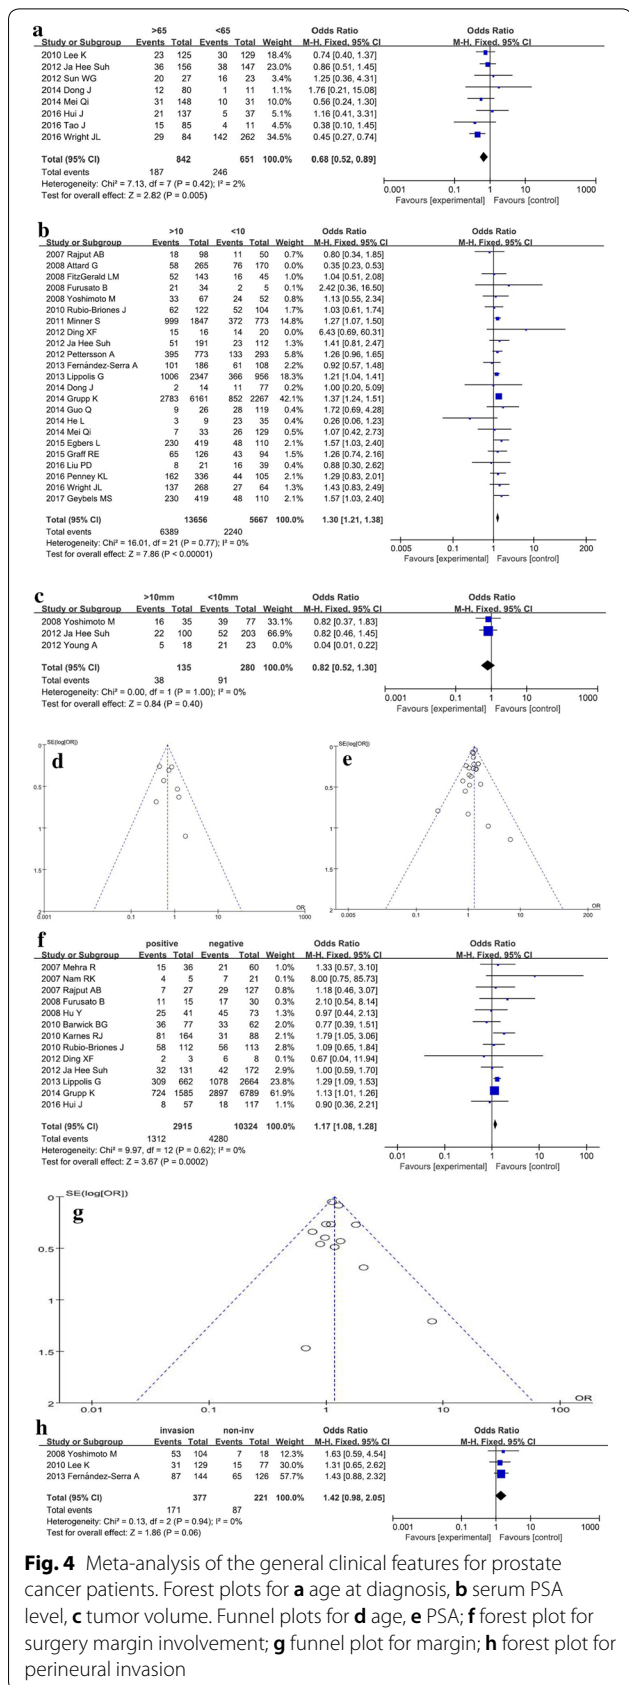 a
>65 <65 Odds Ratio Odds Ratio
Study or Subgroup Events Total Events Total Weight M-H. Fixed. 95% CI M-H. Fixed. 95% CI
2010 Lee K 23 125 30 129 18.4% 0.74 [0.40, 1.37]
2012 Ja Hee Suh 36 156 38 147 23.0% 0.86 [0.51, 1.45]
2012 Sun WG 20 27 16 23 2.9% 1.25 [0.36, 4.31]
2014 Dong J 12 80 1 11 1.0% 1.76 [0.21, 15.08]
2014 Mei Qi 31 148 10 31 10.0% 0.56 [0.24, 1.30]
2016 Hui J 21 137 5 37 4.9% 1.16 [0.41, 3.31]
2016 Tao J 15 85 4 11 4.4% 0.38 [0.10, 1.45]
2016 Wright JL 29 84 142 262 34.5% 0.45 [0.27, 0.74]
Total (95% CI) 842 651 100.0% 0.68 [0.52, 0.89]
Total events 187 246
Heterogeneity: Chi² = 7.13, df = 7 (P = 0.42); I² = 2%
Test for overall effect: Z = 2.82 (P = 0.005)
0.001 0.1 1 10 1000
Favours [experimental] Favours [control]
b
>10 <10 Odds Ratio Odds Ratio
Study or Subgroup Events Total Events Total Weight M-H. Fixed. 95% CI M-H. Fixed. 95% CI
2007 Rajput AB 18 98 11 50 0.7% 0.80 [0.34, 1.85]
2008 Attard G 58 265 76 170 0.35 [0.23, 0.53]
2008 FitzGerald LM 52 143 16 45 1.0% 1.04 [0.51, 2.08]
2008 Furusato B 21 34 2 5 0.1% 2.42 [0.36, 16.50]
2008 Yoshimoto M 33 67 24 52 0.8% 1.13 [0.55, 2.34]
2010 Rubio-Briones J 62 122 52 104 1.6% 1.03 [0.61, 1.74]
2011 Minner S 999 1847 372 773 14.0% 1.27 [1.07, 1.50]
2012 Ding XF 15 16 14 20 0.0% 6.43 [0.69, 60.31]
2012 Ja Hee Suh 51 191 23 112 1.2% 1.41 [0.81, 2.47]
2012 Pettersson A 395 773 133 293 5.6% 1.26 [0.96, 1.65]
2013 Fernández-Serra A 101 186 61 108 2.0% 0.92 [0.57, 1.48]
2013 Lippolis G 1006 2347 366 956 18.3% 1.21 [1.04, 1.41]
2014 Dong J 2 14 11 77 0.2% 1.00 [0.20, 5.09]
2014 Grupp K 2783 6161 852 2267 42.1% 1.37 [1.24, 1.51]
2014 Guo Q 9 26 28 119 0.4% 1.72 [0.69, 4.28]
2014 He L 3 9 23 35 0.4% 0.26 [0.06, 1.23]
2014 Mei Qi 7 33 26 129 0.5% 1.07 [0.42, 2.73]
2015 Egbers L 230 419 48 110 2.5% 1.57 [1.03, 2.40]
2015 Graff RE 65 126 43 94 1.4% 1.26 [0.74, 2.16]
2016 Liu PD 8 21 16 39 0.5% 0.88 [0.30, 2.62]
2016 Penney KL 162 336 44 105 2.1% 1.29 [0.83, 2.01]
2016 Wright JL 137 268 27 64 1.2% 1.43 [0.83, 2.49]
2017 Geybels MS 230 419 48 110 2.5% 1.57 [1.03, 2.40]
Total (95% CI) 13656 5667 100.0% 1.30 [1.21, 1.38]
Total events 6389 2240
Heterogeneity: Chi² = 16.01, df = 21 (P = 0.77); I² = 0%
Test for overall effect: Z = 7.86 (P < 0.00001)
0.005 0.1 1 10 200
Favours [experimental] Favours [control]
c
>10mm <10mm Odds Ratio Odds Ratio
Study or Subgroup Events Total Events Total Weight M-H. Fixed. 95% CI M-H. Fixed. 95% CI
2008 Yoshimoto M 16 35 39 77 33.1% 0.82 [0.37, 1.83]
2012 Ja Hee Suh 22 100 52 203 66.9% 0.82 [0.46, 1.45]
2012 Young A 5 18 21 23 0.04 [0.01, 0.22]
Total (95% CI) 135 280 100.0% 0.82 [0.52, 1.30]
Total events 38 91
Heterogeneity: Chi² = 0.00, df = 1 (P = 1.00); I² = 0%
Test for overall effect: Z = 0.84 (P = 0.40)
0.001 0.1 1 10 1000
Favours [experimental] Favours [control]
d
SE(log[OR])
0
0.5
1
1.5
2
0.01 0.1 1 10 1000
OR
e
SE(log[OR])
0
0.5
1
1.5
2
0.005 0.1 1 10 200
OR
f
positive negative Odds Ratio Odds Ratio
Study or Subgroup Events Total Events Total Weight M-H. Fixed. 95% CI M-H. Fixed. 95% CI
2007 Mehra R 15 36 21 60 1.0% 1.33 [0.57, 3.10]
2007 Nam RK 4 5 7 21 0.1% 8.00 [0.75, 85.73]
2007 Rajput AB 7 27 29 127 0.9% 1.18 [0.46, 3.07]
2008 Furusato B 11 15 17 30 0.3% 2.10 [0.54, 8.14]
2008 Hu Y 25 41 45 73 1.3% 0.97 [0.44, 2.13]
2010 Barwick BG 36 77 33 62 2.1% 0.77 [0.39, 1.51]
2010 Karnes RJ 81 164 31 88 2.1% 1.79 [1.05, 3.06]
2010 Rubio-Briones J 58 112 56 113 2.9% 1.09 [0.65, 1.84]
2012 Ding XF 2 3 6 8 0.2% 0.67 [0.04, 11.94]
2012 Ja Hee Suh 32 131 42 172 2.9% 1.00 [0.59, 1.70]
2013 Lippolis G 309 662 1078 2664 23.8% 1.29 [1.09, 1.53]
2014 Grupp K 724 1585 2897 6789 61.9% 1.13 [1.01, 1.26]
2016 Hui J 8 57 18 117 1.1% 0.90 [0.36, 2.21]
Total (95% CI) 2915 10324 100.0% 1.17 [1.08, 1.28]
Total events 1312 4280
Heterogeneity: Chi² = 9.97, df = 12 (P = 0.62); I² = 0%
Test for overall effect: Z = 3.67 (P = 0.0002)
0.01 0.1 1 10 100
Favours [experimental] Favours [control]
g
SE(log[OR])
0
0.5
1
1.5
2
0.01 0.1 1 10 100
OR
h
invasion non-inv Odds Ratio Odds Ratio
Study or Subgroup Events Total Events Total Weight M-H. Fixed. 95% CI M-H. Fixed. 95% CI
2008 Yoshimoto M 53 104 7 18 12.3% 1.63 [0.59, 4.54]
2010 Lee K 31 129 15 77 30.0% 1.31 [0.65, 2.62]
2013 Fernández-Serra A 87 144 65 126 57.7% 1.43 [0.88, 2.32]
Total (95% CI) 377 221 100.0% 1.42 [0.98, 2.05]
Total events 171 87
Heterogeneity: Chi² = 0.13, df = 2 (P = 0.94); I² = 0%
Test for overall effect: Z = 1.86 (P = 0.06)
0.001 0.1 1 10 1000
Favours [experimental] Favours [control]
Fig. 4 Meta-analysis of the general clinical features for prostate
cancer patients. Forest plots for a age at diagnosis, b serum PSA
level, c tumor volume. Funnel plots for d age, e PSA; f forest plot for
surgery margin involvement; g funnel plot for margin; h forest plot for
perineural invasion